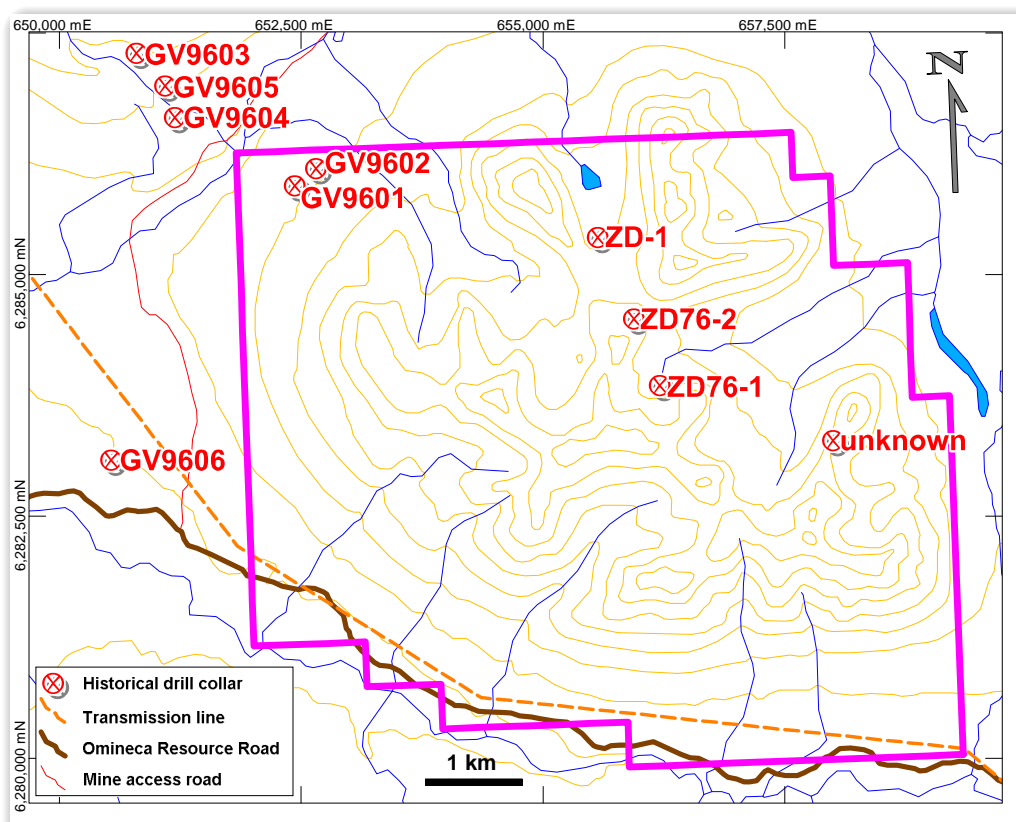 650,000 mE
652,500 mE
655,000 mE
657,500 mE
N
GV9603
GV9605
GV9604
GV9602
GV9601
ZD-1
6,285,000 mN
ZD76-2
ZD76-1
unknown
GV9606
6,282,500 mN
Historical drill collar
Transmission line
Omineca Resource Road
Mine access road
1 km
6,280,000 mN